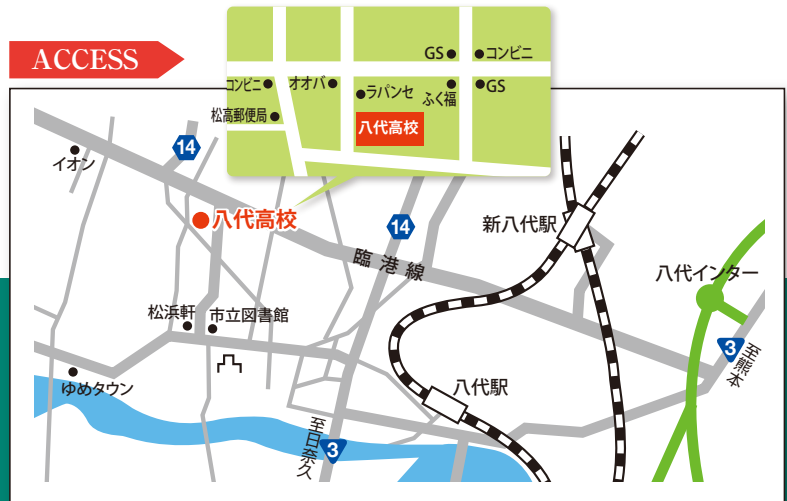 ACCESS
GS
コンビニ
コンビニ
オオバ
ラパンセ
ふく福
GS
松高郵便局
八代高校
イオン
14
八代高校
14
新八代駅
臨港線
八代インター
松浜軒
市立図書館
3
至熊本
ゆめタウン
八代駅
至日奈久
3